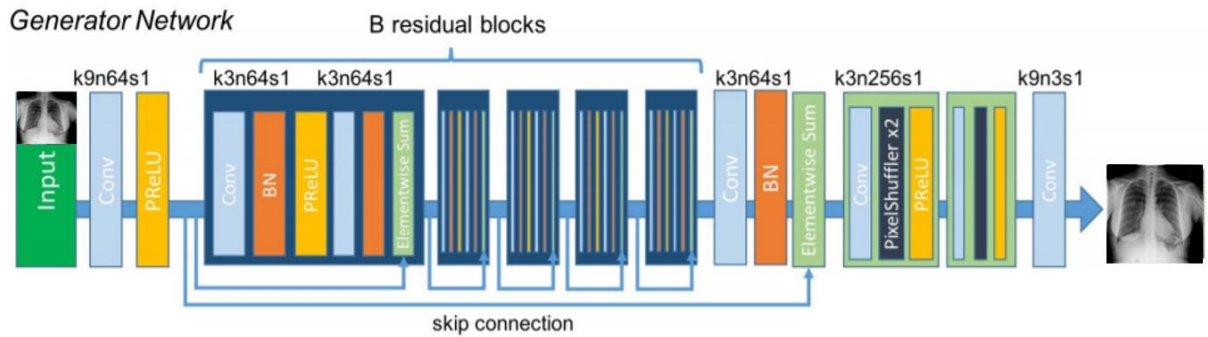 Generator Network
B residual blocks
k9n64s1
k3n64s1
k3n64s1
k3n64s1
k3n256s1
k9n3s1
Input
Conv
PReLU
Conv
BN
PReLU
Elementwise Sum
Conv
BN
Elementwise Sum
Conv
PixelShuffler x2
PReLU
Conv
skip connection